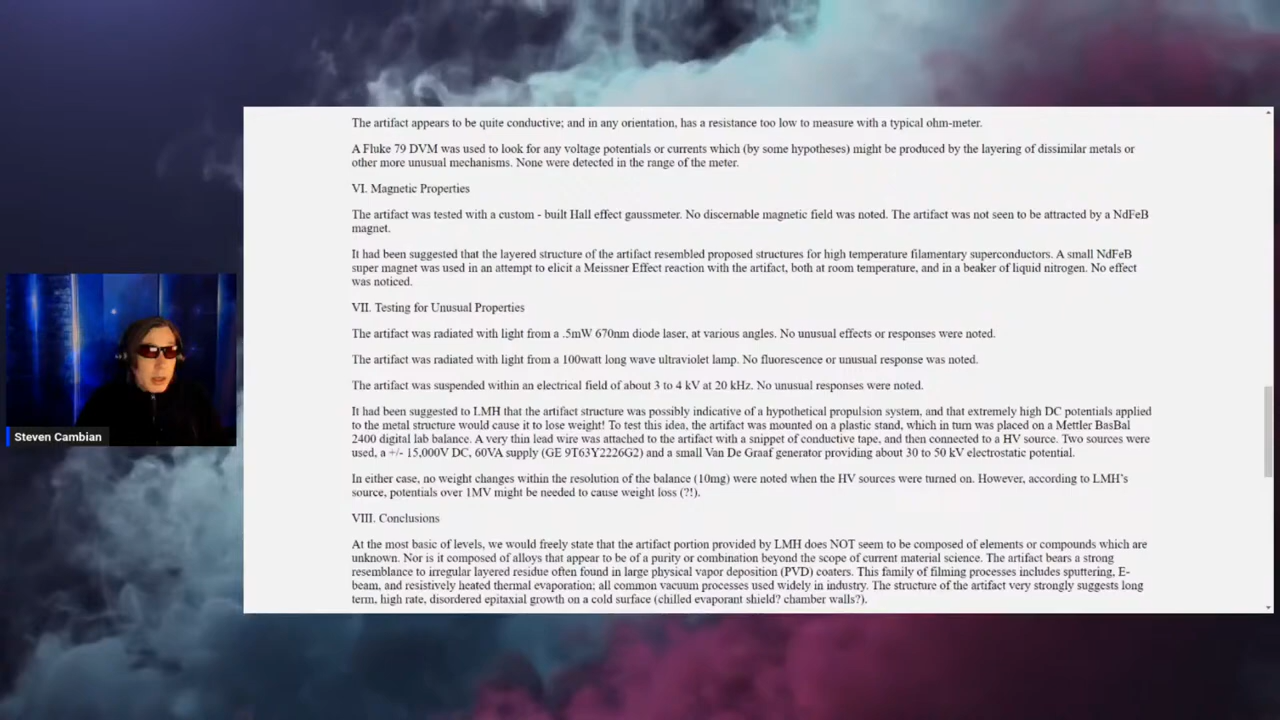 The artifact appears to be quite conductive; and in any orientation, has a resistance too low to measure with a typical ohm-meter.
A Fluke 79 DVM was used to look for any voltage potentials or currents which (by some hypotheses) might be produced by the layering of dissimilar metals or
other more unusual mechanisms. None were detected in the range of the meter.
VI. Magnetic Properties
The artifact was tested with a custom - built Hall effect gaussmeter. No discernable magnetic field was noted. The artifact was not seen to be attracted by a NdFeB
magnet.
It had been suggested that the layered structure of the artifact resembled proposed structures for high temperature filamentary superconductors. A small NdFeB
super magnet was used in an attempt to elicit a Meissner Effect reaction with the artifact, both at room temperature, and in a beaker of liquid nitrogen. No effect
was noticed.
VII. Testing for Unusual Properties
The artifact was radiated with light from a .5mW 670nm diode laser, at various angles. No unusual effects or responses were noted.
The artifact was radiated with light from a 100watt long wave ultraviolet lamp. No fluorescence or unusual response was noted.
The artifact was suspended within an electrical field of about 3 to 4 kV at 20 kHz. No unusual responses were noted.
It had been suggested to LMH that the artifact structure was possibly indicative of a hypothetical propulsion system, and that extremely high DC potentials applied
to the metal structure would cause it to lose weight! To test this idea, the artifact was mounted on a plastic stand, which in turn was placed on a Mettler BasBal
2400 digital lab balance. A very thin lead wire was attached to the artifact with a snippet of conductive tape, and then connected to a HV source. Two sources were
used, a +/- 15,000V DC, 60VA supply (GE 9T63Y2226G2) and a small Van De Graaf generator providing about 30 to 50 kV electrostatic potential.
In either case, no weight changes within the resolution of the balance (10mg) were noted when the HV sources were turned on. However, according to LMH's
source, potentials over 1MV might be needed to cause weight loss (?!).
VIII. Conclusions
At the most basic of levels, we would freely state that the artifact portion provided by LMH does NOT seem to be composed of elements or compounds which are
unknown. Nor is it composed of alloys that appear to be of a purity or combination beyond the scope of current material science. The artifact bears a strong
resemblance to irregular layered residue often found in large physical vapor deposition (PVD) coaters. This family of filming processes includes sputtering, E-
beam, and resistively heated thermal evaporation; all common vacuum processes used widely in industry. The structure of the artifact very strongly suggests long
term, high rate, disordered epitaxial growth on a cold surface (chilled evaporant shield? chamber walls?).
Steven Cambian